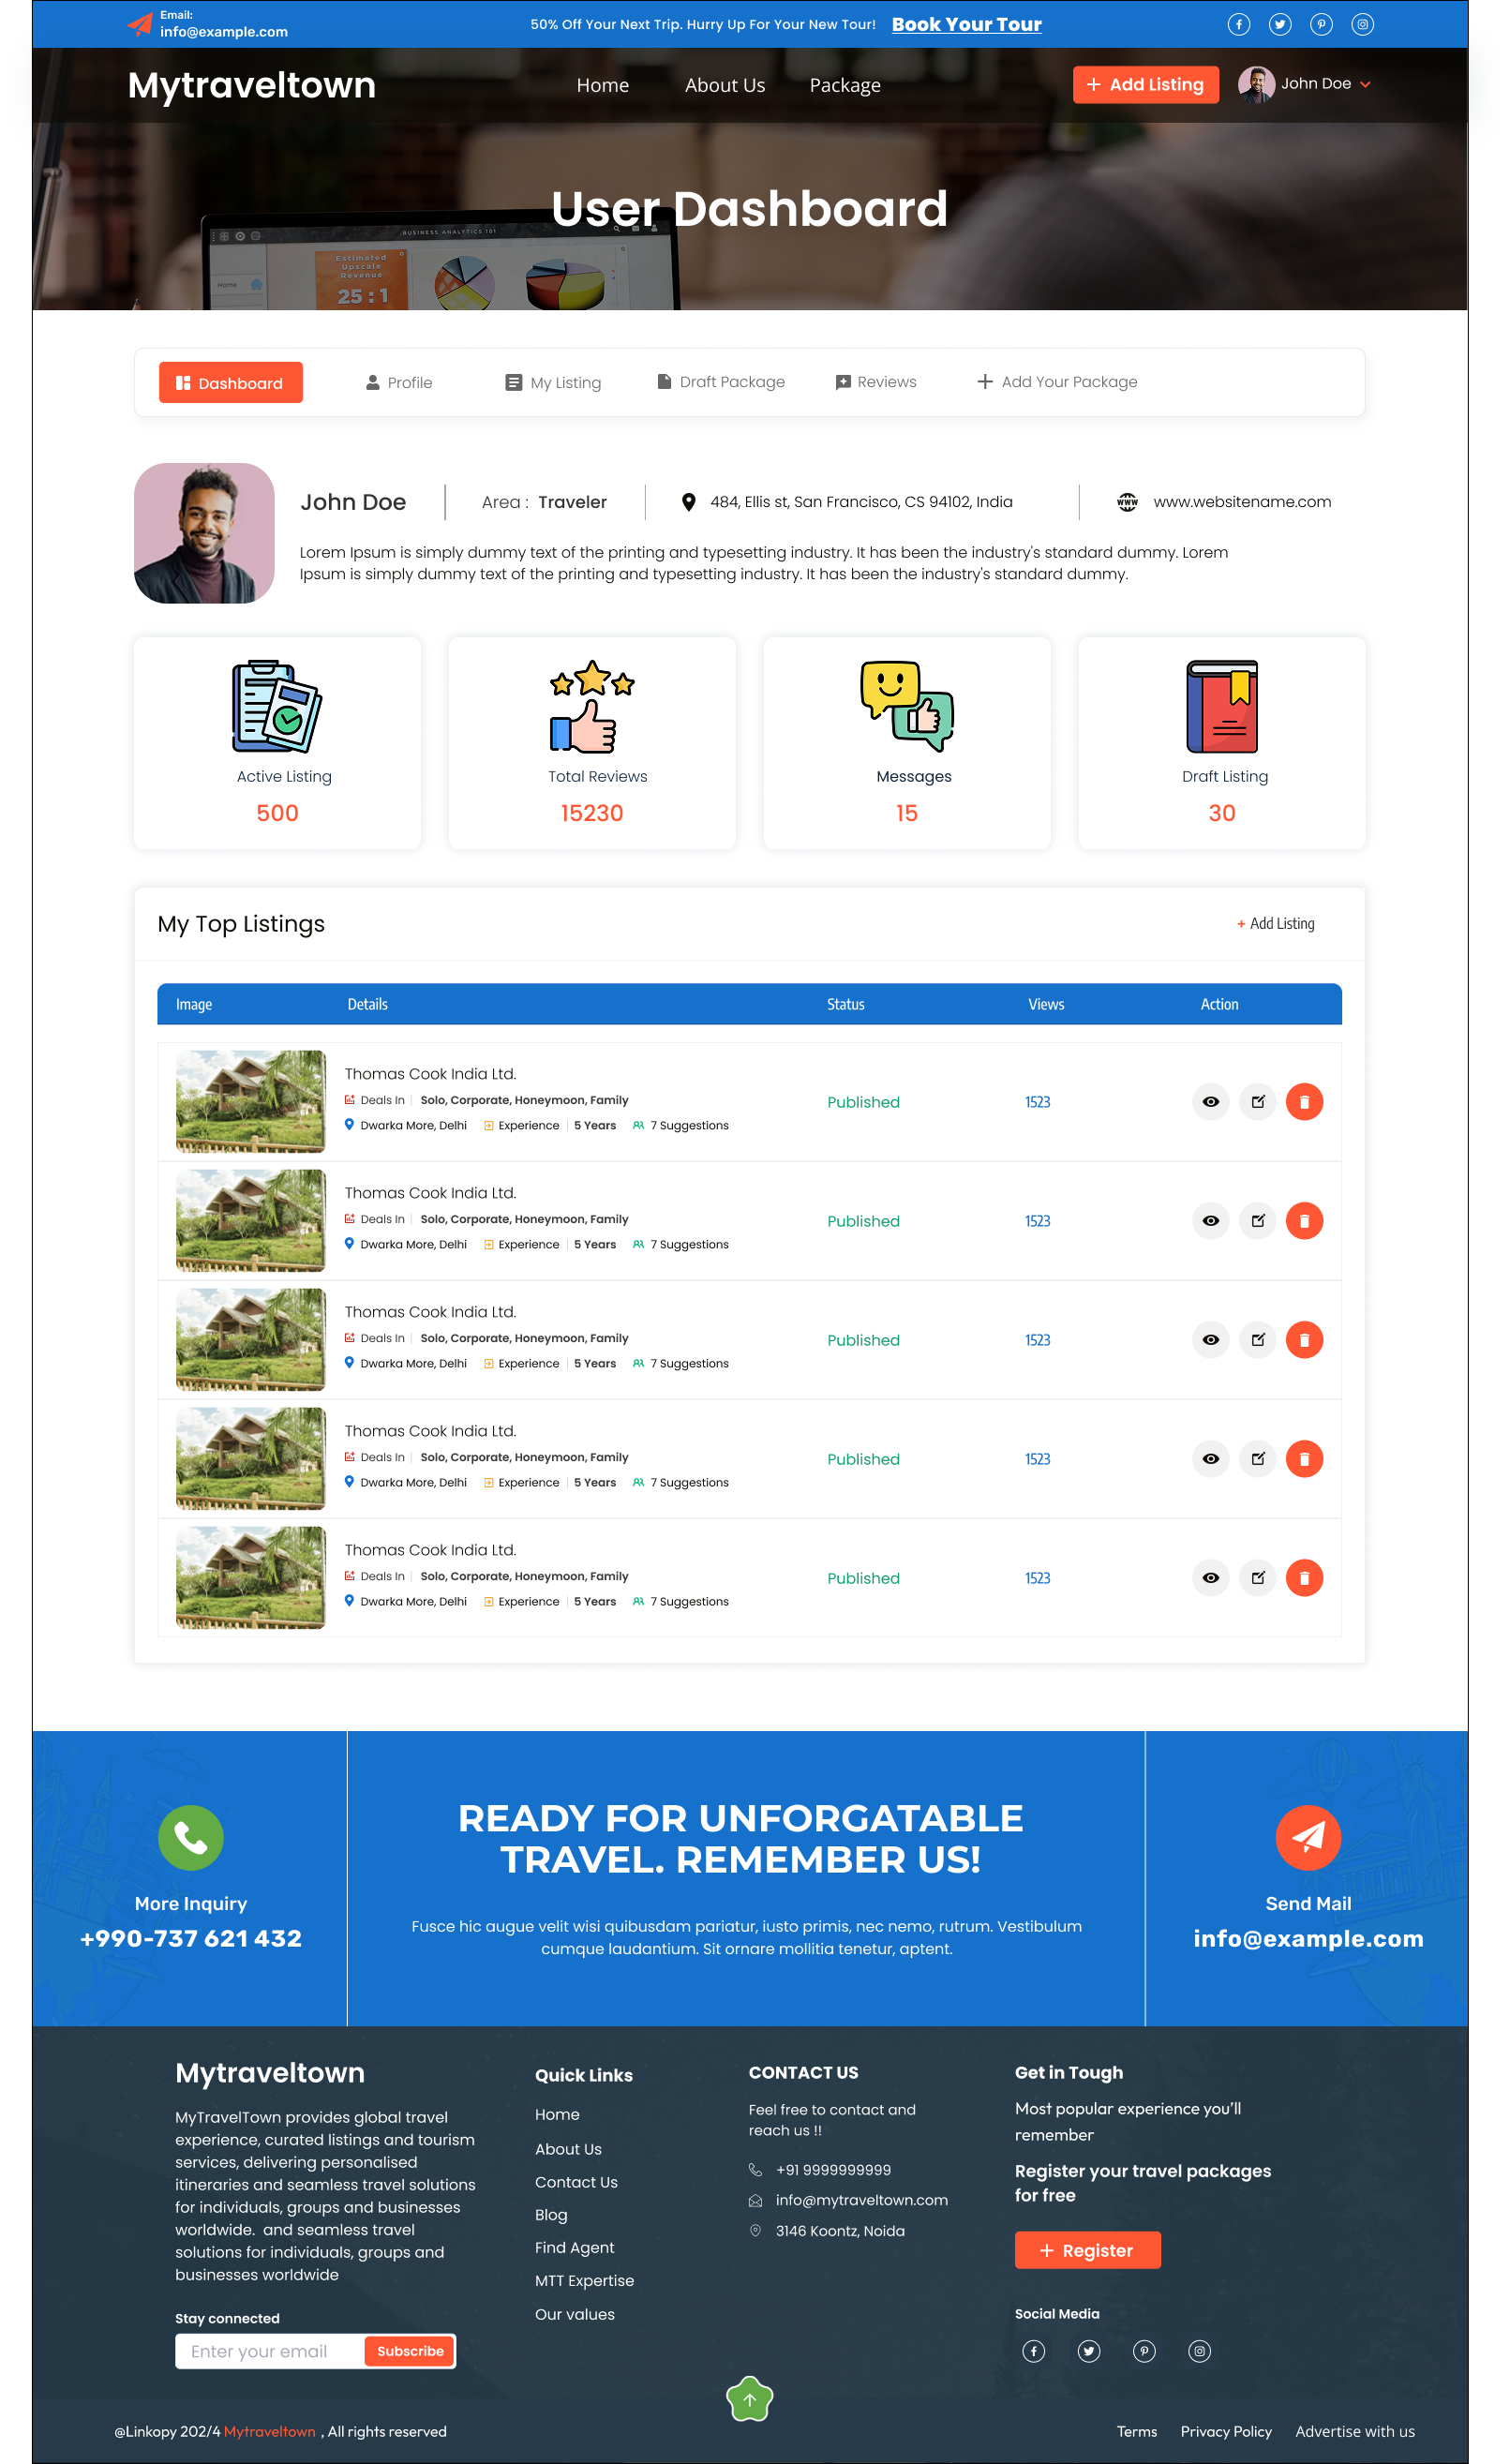 Email:
info@example.com
50% Off Your Next Trip. Hurry Up For Your New Tour! Book Your Tour
Mytraveltown
Home About Us Package
+ Add Listing
John Doe
User Dashboard
BUSINESS ANALYTICS 101
Home
Estimated
Upscale
Revenue
25:1
Dashboard Profile My Listing Draft Package Reviews + Add Your Package
John Doe Area : Traveler 484, Ellis st, San Francisco, CS 94102, India www.websitename.com
Lorem Ipsum is simply dummy text of the printing and typesetting industry. It has been the industry's standard dummy. Lorem
Ipsum is simply dummy text of the printing and typesetting industry. It has been the industry's standard dummy.
Active Listing
500
Total Reviews
15230
Messages
15
Draft Listing
30
My Top Listings
+ Add Listing
Image Details Status Views Action
Thomas Cook India Ltd.
Deals In | Solo, Corporate, Honeymoon, Family
Dwarka More, Delhi Experience | 5 Years 7 Suggestions
Published
1523
Thomas Cook India Ltd.
Deals In | Solo, Corporate, Honeymoon, Family
Dwarka More, Delhi Experience | 5 Years 7 Suggestions
Published
1523
Thomas Cook India Ltd.
Deals In | Solo, Corporate, Honeymoon, Family
Dwarka More, Delhi Experience | 5 Years 7 Suggestions
Published
1523
Thomas Cook India Ltd.
Deals In | Solo, Corporate, Honeymoon, Family
Dwarka More, Delhi Experience | 5 Years 7 Suggestions
Published
1523
Thomas Cook India Ltd.
Deals In | Solo, Corporate, Honeymoon, Family
Dwarka More, Delhi Experience | 5 Years 7 Suggestions
Published
1523
More Inquiry
+990-737 621 432
READY FOR UNFORGATABLE
TRAVEL. REMEMBER US!
Fusce hic augue velit wisi quibusdam pariatur, iusto primis, nec nemo, rutrum. Vestibulum
cumque laudantium. Sit ornare mollitia tenetur, aptent.
Send Mail
info@example.com
Mytraveltown
MyTravelTown provides global travel
experience, curated listings and tourism
services, delivering personalised
itineraries and seamless travel solutions
for individuals, groups and businesses
worldwide. and seamless travel
solutions for individuals, groups and
businesses worldwide
Stay connected
Enter your email
Subscribe
Quick Links
Home
About Us
Contact Us
Blog
Find Agent
MTT Expertise
Our values
CONTACT US
Feel free to contact and
reach us !!
+91 9999999999
info@mytraveltown.com
3146 Koontz, Noida
Get in Tough
Most popular experience you'll
remember
Register your travel packages
for free
+ Register
Social Media
@Linkopy 202/4 Mytraveltown , All rights reserved
Terms Privacy Policy Advertise with us